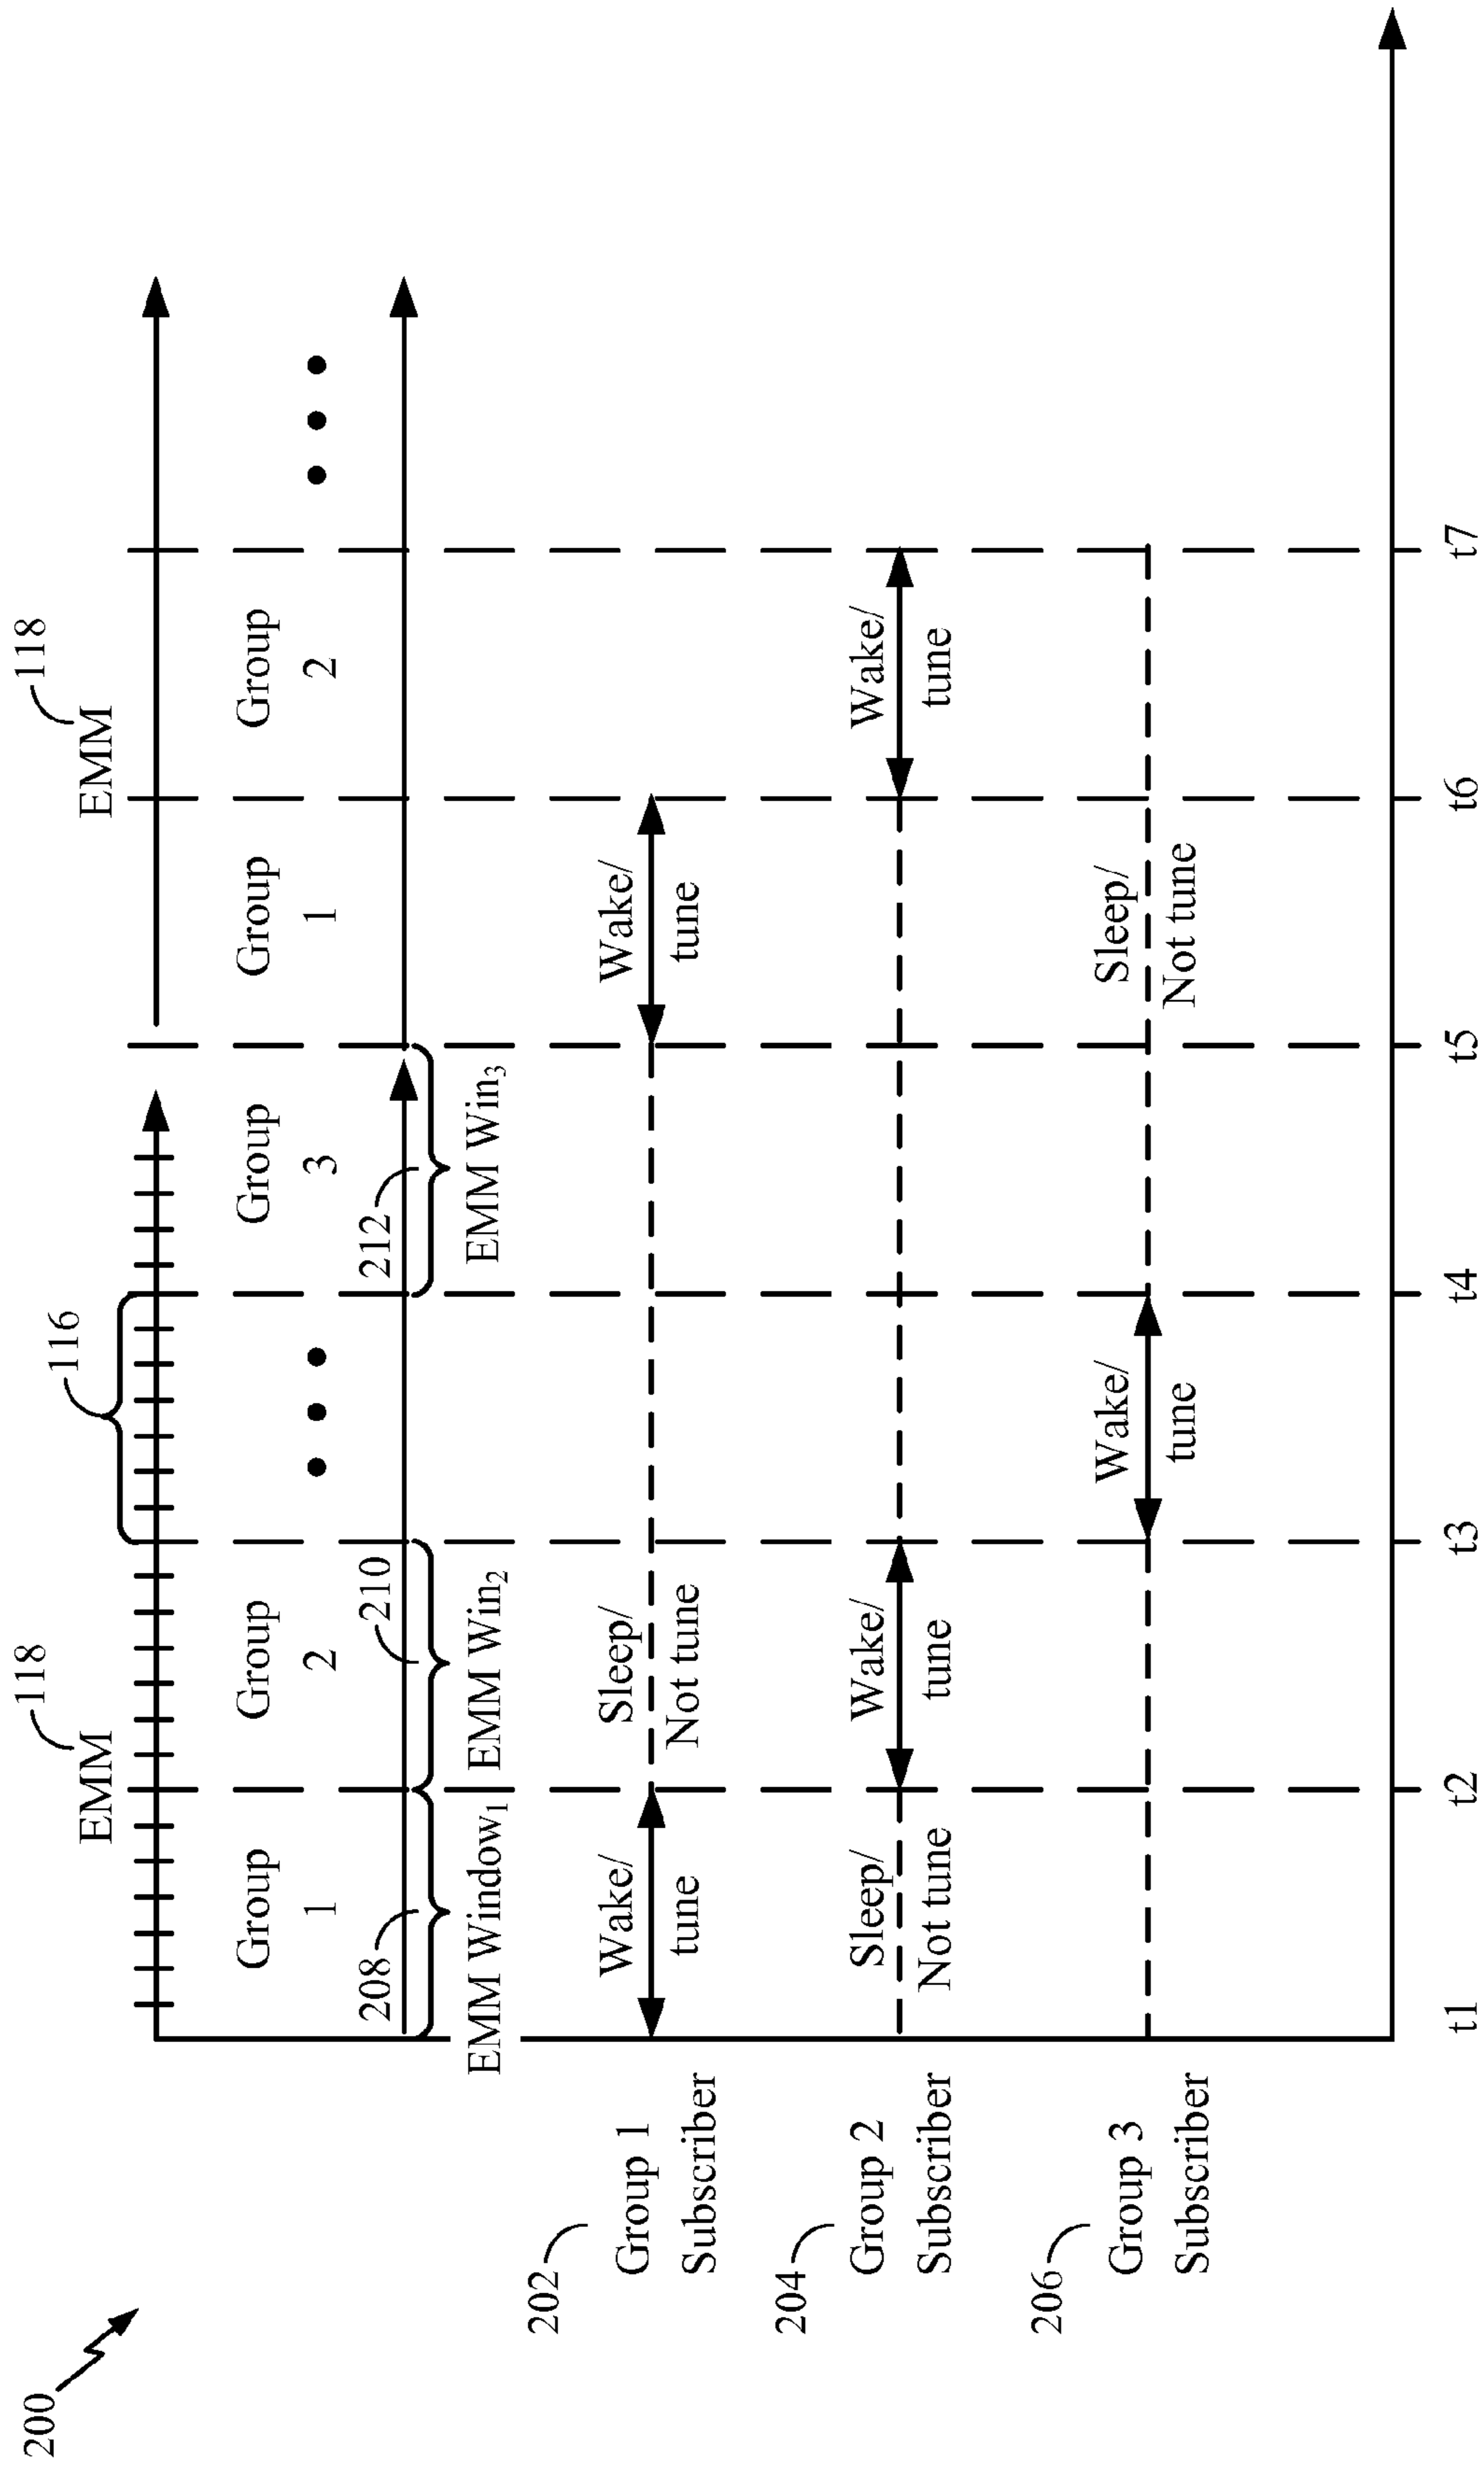 200
EMM
118
116
EMM
118
Group
1
Group
2
Group
3
Group
1
Group
2
208
210
212
EMM Window1
EMM Win2
EMM Win3
202
Group 1
Subscriber
Wake/
tune
Sleep/
Not tune
Wake/
tune
204
Group 2
Subscriber
Sleep/
Not tune
Wake/
tune
Wake/
tune
206
Group 3
Subscriber
Wake/
tune
Sleep/
Not tune
t1
t2
t3
t4
t5
t6
t7